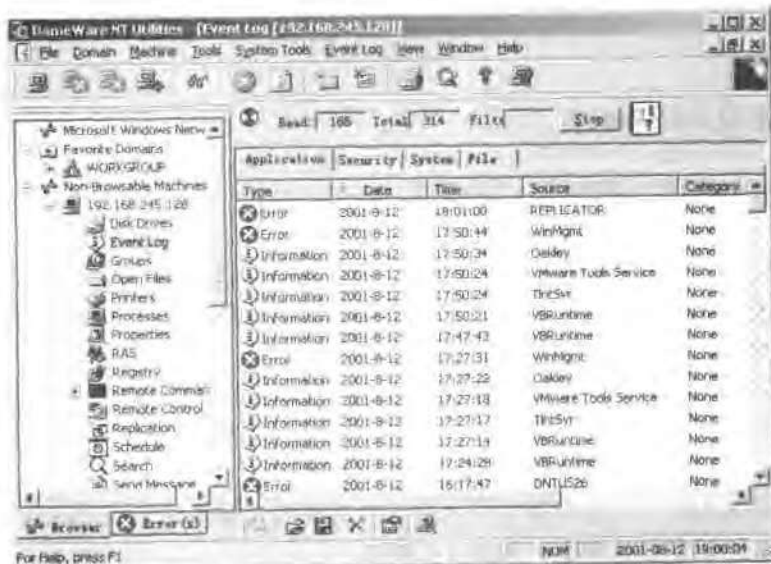 DameWare NT Utilities - [Event Log [192.168.245.128]]
File Domain Machine Tools System Tools Event Log View Window Help
Read: 165 Total 314 Filt Stop
Application Security System File
Type Date Time Source Category
Error 2001-8-12 18:01:00 REPLICATOR None
Error 2001-8-12 17:50:44 WinMgmt None
Information 2001-8-12 17:50:34 Oakley None
Information 2001-8-12 17:50:24 VMware Tools Service None
Information 2001-8-12 17:50:24 TlntSvr None
Information 2001-8-12 17:50:21 VBRuntime None
Information 2001-8-12 17:47:43 VBRuntime None
Error 2001-8-12 17:27:31 WinMgmt None
Information 2001-8-12 17:27:22 Oakley None
Information 2001-8-12 17:27:18 VMware Tools Service None
Information 2001-8-12 17:27:17 TlntSvr None
Information 2001-8-12 17:27:14 VBRuntime None
Information 2001-8-12 17:24:28 VBRuntime None
Error 2001-8-12 16:17:47 DNTUS26 None
Microsoft Windows Netw
Favorite Domains
WORKGROUP
Non-Browsable Machines
192.168.245.128
Disk Drives
Event Log
Groups
Open Files
Printers
Processes
Properties
RAS
Registry
Remote Comman
Remote Control
Replication
Schedule
Search
Send Message
Browser Error(s)
For Help, press F1
NUM 2001-08-12 19:00:04